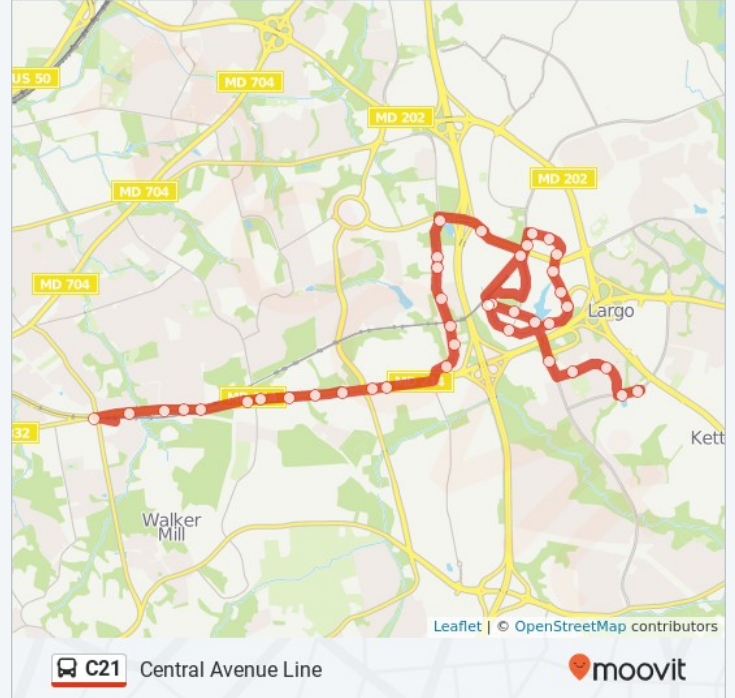 US 50
MD 704
MD 202
MD 202
MD 704
MD 704
Largo
32
Kett
Walker
Mill
Leaflet | © OpenStreetMap contributors
C21 Central Avenue Line
moovit